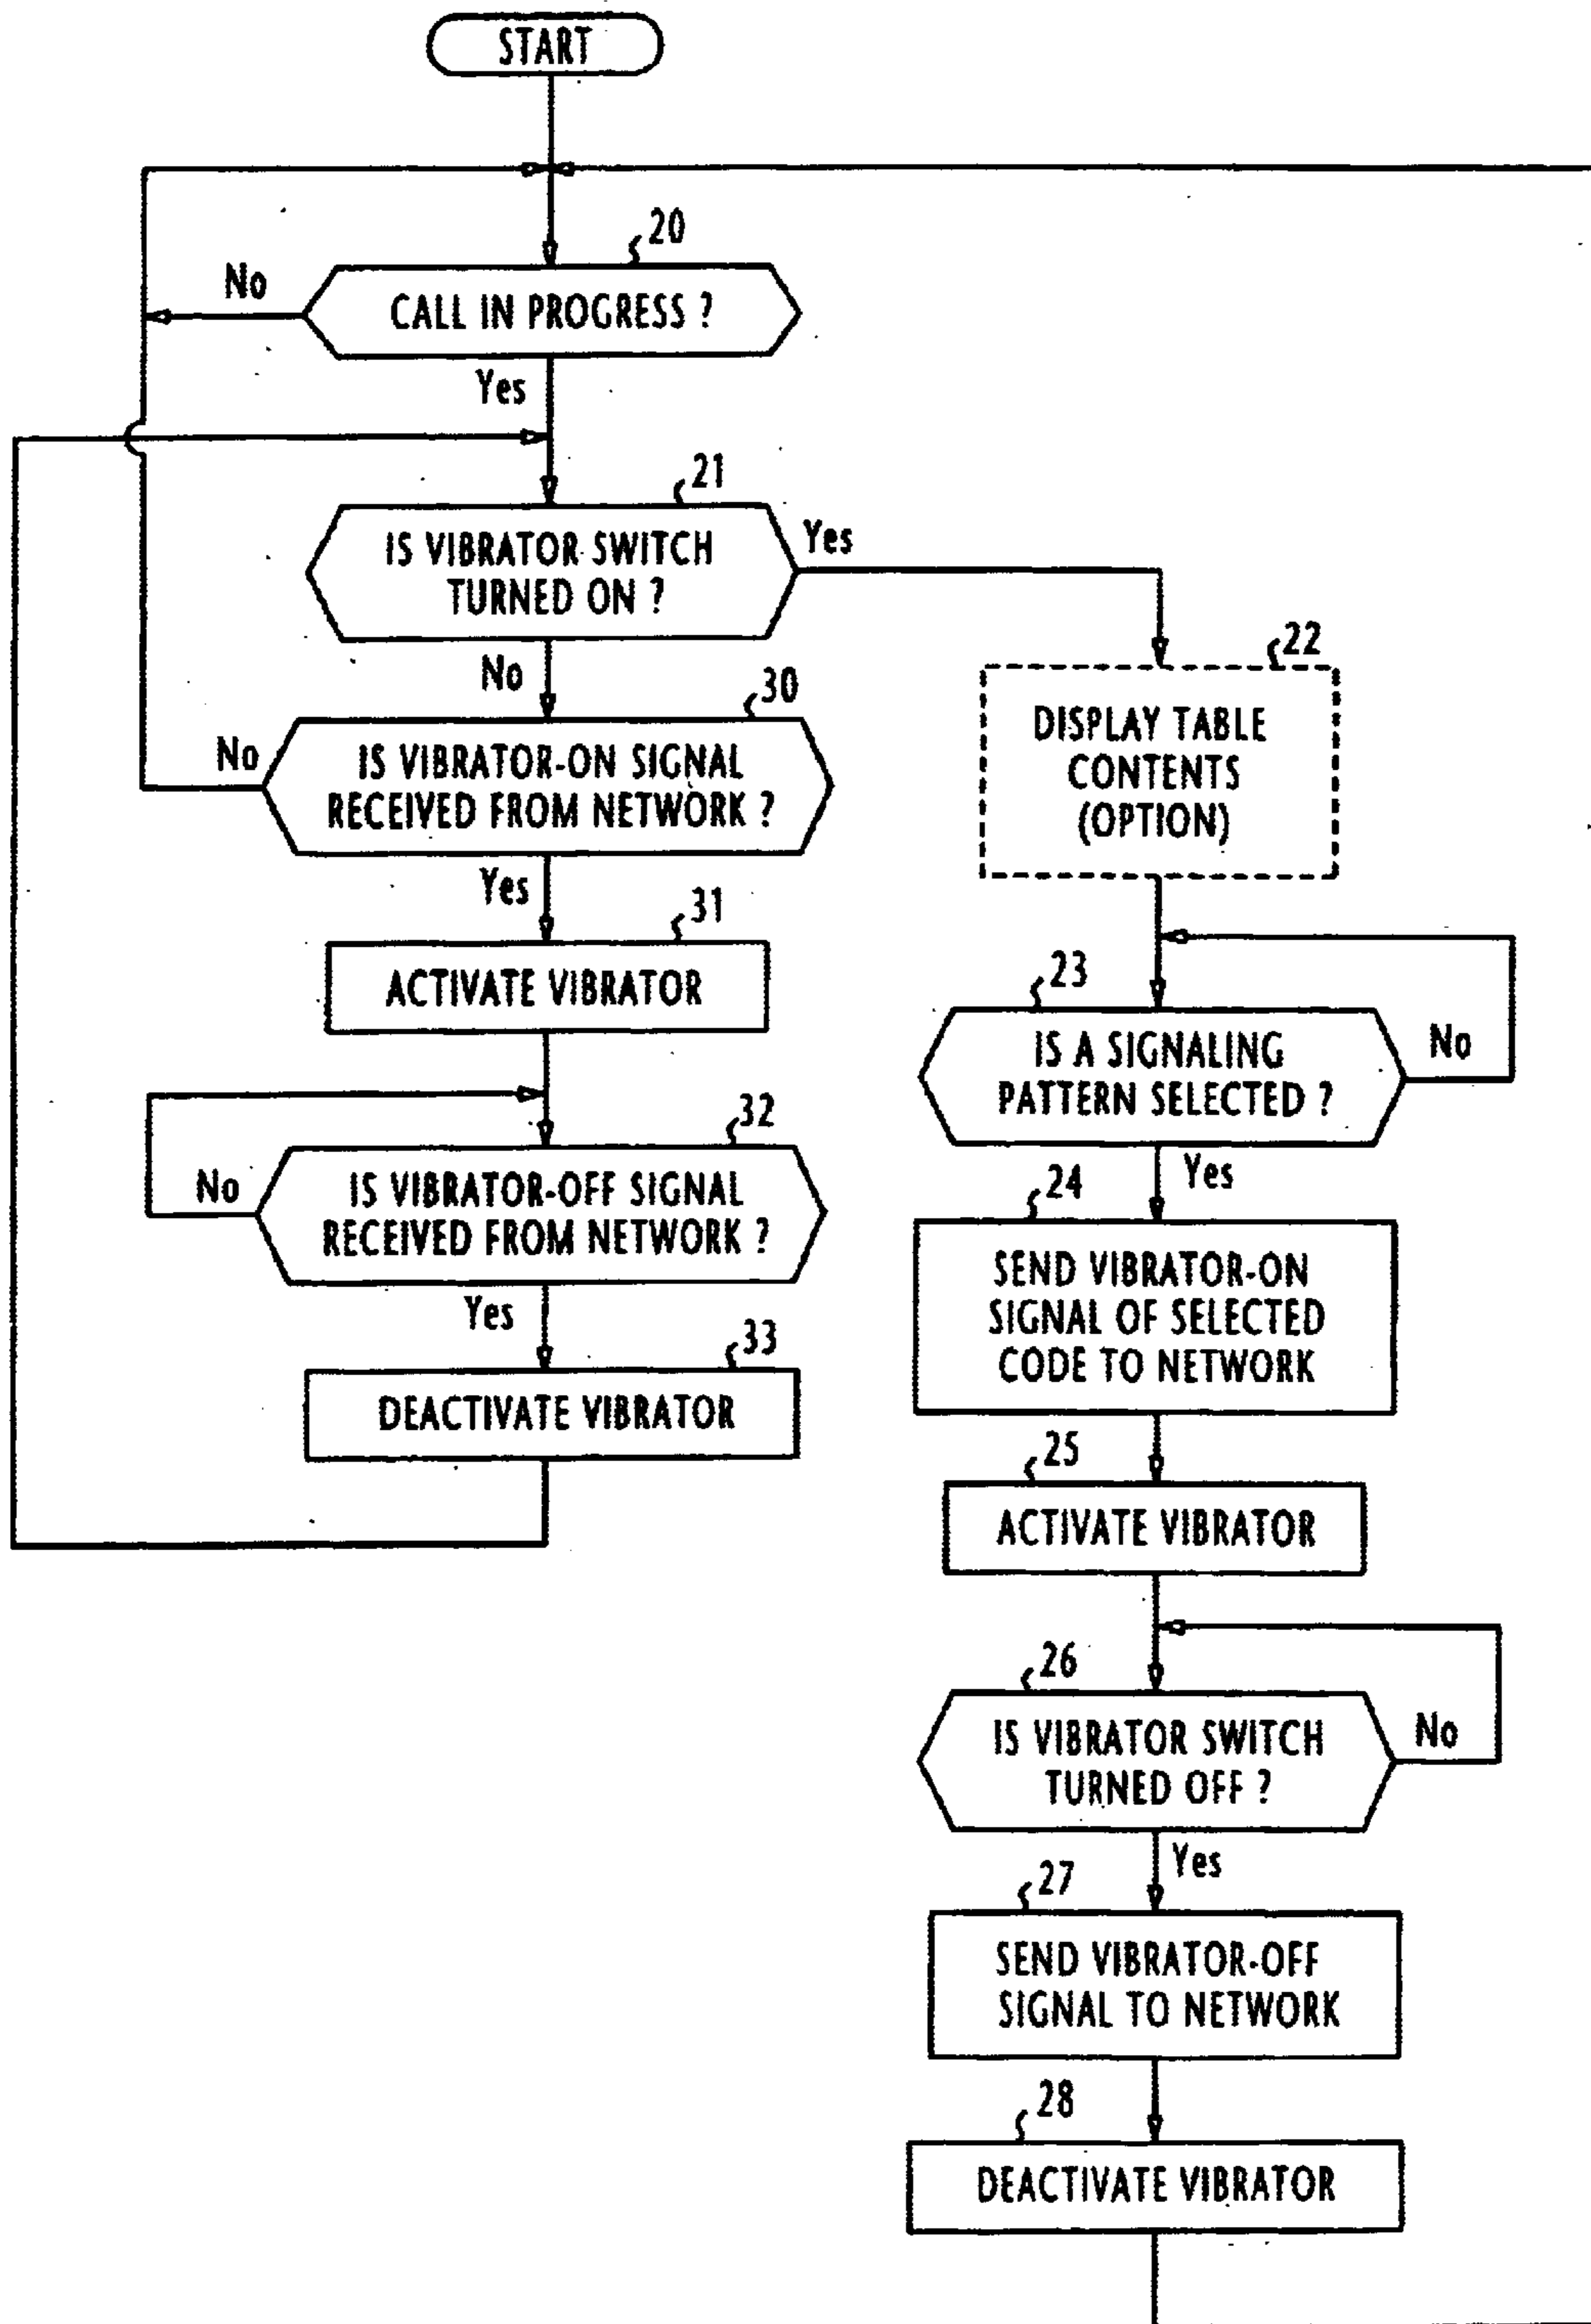 START
20
No
CALL IN PROGRESS ?
Yes
21
IS VIBRATOR SWITCH
TURNED ON ?
Yes
No
22
DISPLAY TABLE
CONTENTS
(OPTION)
30
No
IS VIBRATOR-ON SIGNAL
RECEIVED FROM NETWORK ?
Yes
31
ACTIVATE VIBRATOR
23
IS A SIGNALING
PATTERN SELECTED ?
No
Yes
32
No
IS VIBRATOR-OFF SIGNAL
RECEIVED FROM NETWORK ?
Yes
24
SEND VIBRATOR-ON
SIGNAL OF SELECTED
CODE TO NETWORK
33
DEACTIVATE VIBRATOR
25
ACTIVATE VIBRATOR
26
IS VIBRATOR SWITCH
TURNED OFF ?
No
Yes
27
SEND VIBRATOR-OFF
SIGNAL TO NETWORK
28
DEACTIVATE VIBRATOR